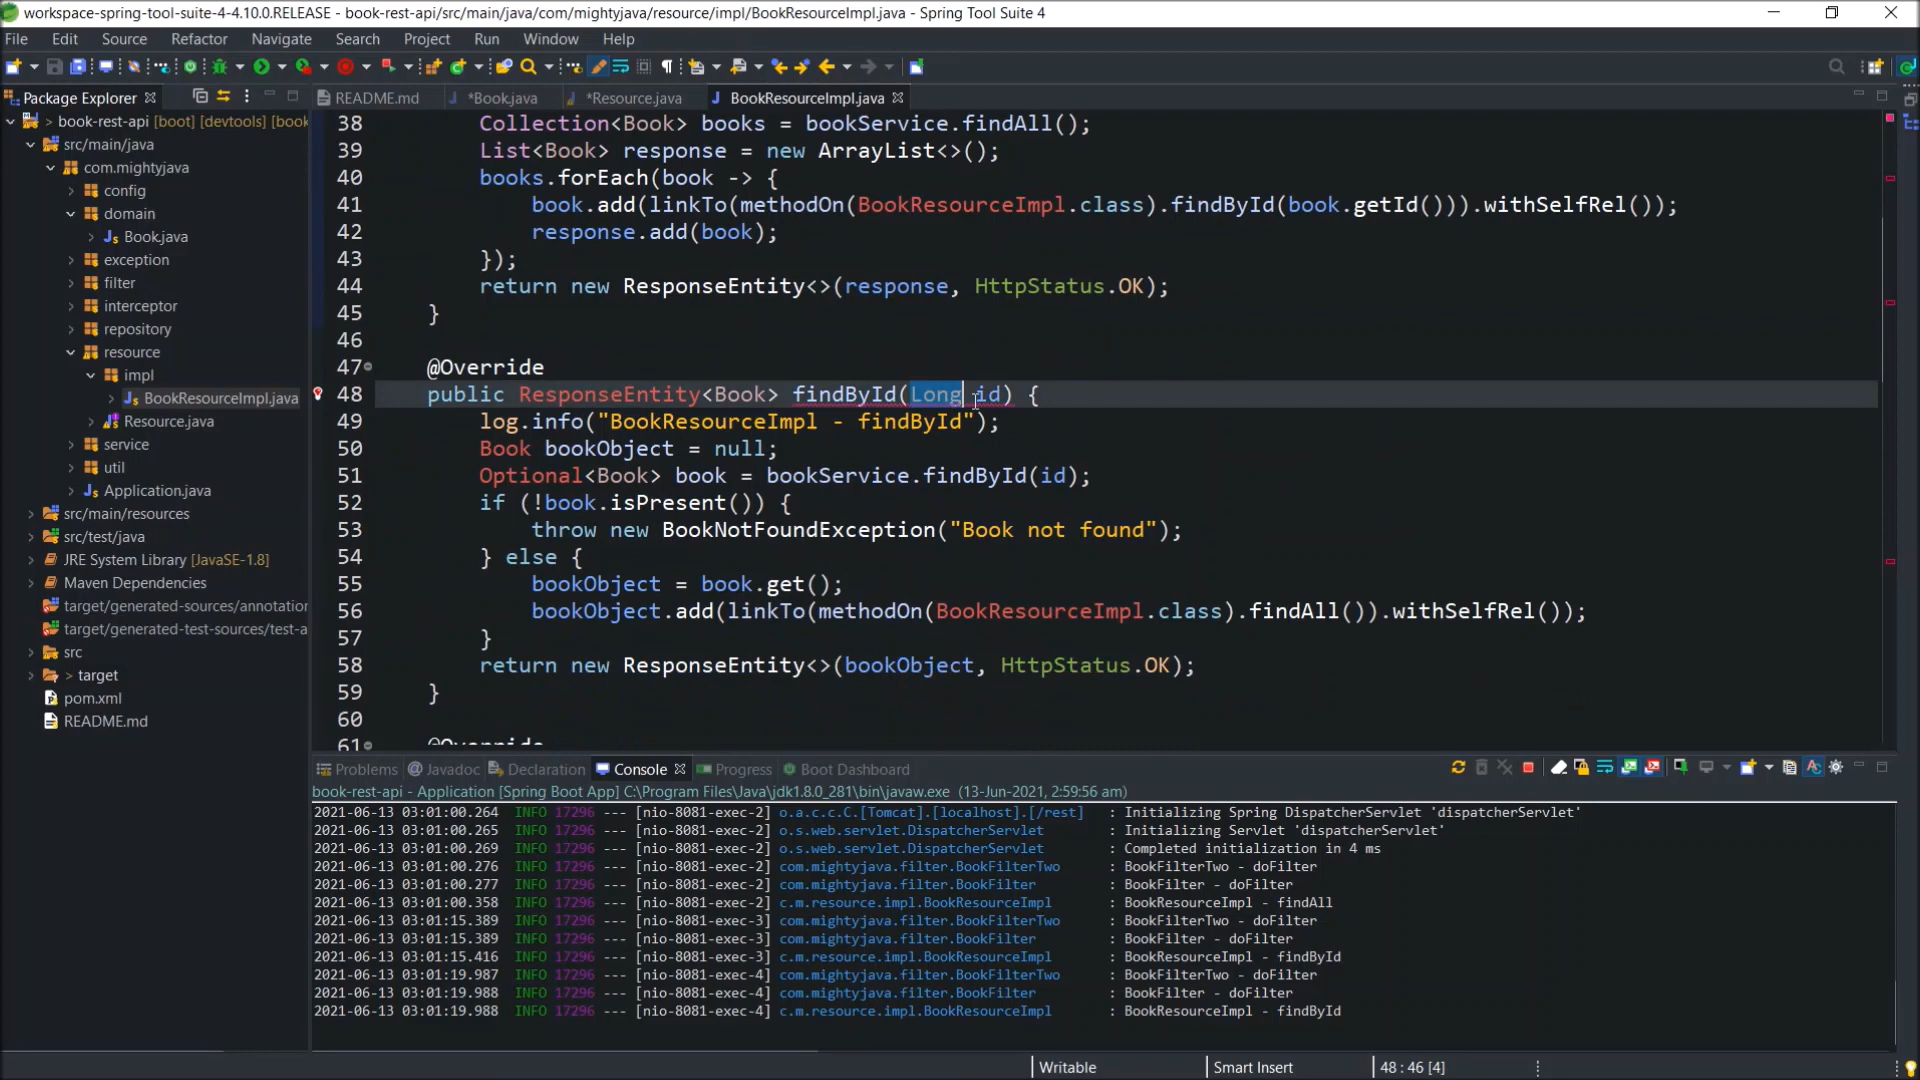 workspace-spring-tool-suite-4-4.10.0.RELEASE - book-rest-api/src/main/java/com/mightyjava/resource/impl/BookResourceImpl.java - Spring Tool Suite 4
File Edit Source Refactor Navigate Search Project Run Window Help
Package Explorer
README.md *Book.java *Resource.java BookResourceImpl.java
> book-rest-api [boot] [devtools] [book
src/main/java
com.mightyjava
config
domain
Book.java
exception
filter
interceptor
repository
resource
impl
BookResourceImpl.java
Resource.java
service
util
Application.java
src/main/resources
src/test/java
JRE System Library [JavaSE-1.8]
Maven Dependencies
target/generated-sources/annotation
target/generated-test-sources/test-a
src
> target
pom.xml
README.md
38 Collection<Book> books = bookService.findAll();
39 List<Book> response = new ArrayList<>();
40 books.forEach(book -> {
41 book.add(linkTo(methodOn(BookResourceImpl.class).findById(book.getId())).withSelfRel());
42 response.add(book);
43 });
44 return new ResponseEntity<>(response, HttpStatus.OK);
45 }
46
47 @Override
48 public ResponseEntity<Book> findById(Long id) {
49 log.info("BookResourceImpl - findById");
50 Book bookObject = null;
51 Optional<Book> book = bookService.findById(id);
52 if (!book.isPresent()) {
53 throw new BookNotFoundException("Book not found");
54 } else {
55 bookObject = book.get();
56 bookObject.add(linkTo(methodOn(BookResourceImpl.class).findAll()).withSelfRel());
57 }
58 return new ResponseEntity<>(bookObject, HttpStatus.OK);
59 }
60
61 @Override
Problems @ Javadoc Declaration Console Progress Boot Dashboard
book-rest-api - Application [Spring Boot App] C:\Program Files\Java\jdk1.8.0_281\bin\javaw.exe (13-Jun-2021, 2:59:56 am)
2021-06-13 03:01:00.264 INFO 17296 --- [nio-8081-exec-2] o.a.c.c.C.[Tomcat].[localhost].[/rest] : Initializing Spring DispatcherServlet 'dispatcherServlet'
2021-06-13 03:01:00.265 INFO 17296 --- [nio-8081-exec-2] o.s.web.servlet.DispatcherServlet : Initializing Servlet 'dispatcherServlet'
2021-06-13 03:01:00.269 INFO 17296 --- [nio-8081-exec-2] o.s.web.servlet.DispatcherServlet : Completed initialization in 4 ms
2021-06-13 03:01:00.276 INFO 17296 --- [nio-8081-exec-2] com.mightyjava.filter.BookFilterTwo : BookFilterTwo - doFilter
2021-06-13 03:01:00.277 INFO 17296 --- [nio-8081-exec-2] com.mightyjava.filter.BookFilter : BookFilter - doFilter
2021-06-13 03:01:00.358 INFO 17296 --- [nio-8081-exec-2] c.m.resource.impl.BookResourceImpl : BookResourceImpl - findAll
2021-06-13 03:01:15.389 INFO 17296 --- [nio-8081-exec-3] com.mightyjava.filter.BookFilterTwo : BookFilterTwo - doFilter
2021-06-13 03:01:15.389 INFO 17296 --- [nio-8081-exec-3] com.mightyjava.filter.BookFilter : BookFilter - doFilter
2021-06-13 03:01:15.416 INFO 17296 --- [nio-8081-exec-3] c.m.resource.impl.BookResourceImpl : BookResourceImpl - findById
2021-06-13 03:01:19.987 INFO 17296 --- [nio-8081-exec-4] com.mightyjava.filter.BookFilterTwo : BookFilterTwo - doFilter
2021-06-13 03:01:19.988 INFO 17296 --- [nio-8081-exec-4] com.mightyjava.filter.BookFilter : BookFilter - doFilter
2021-06-13 03:01:19.988 INFO 17296 --- [nio-8081-exec-4] c.m.resource.impl.BookResourceImpl : BookResourceImpl - findById
Writable Smart Insert 48 : 46 [4]